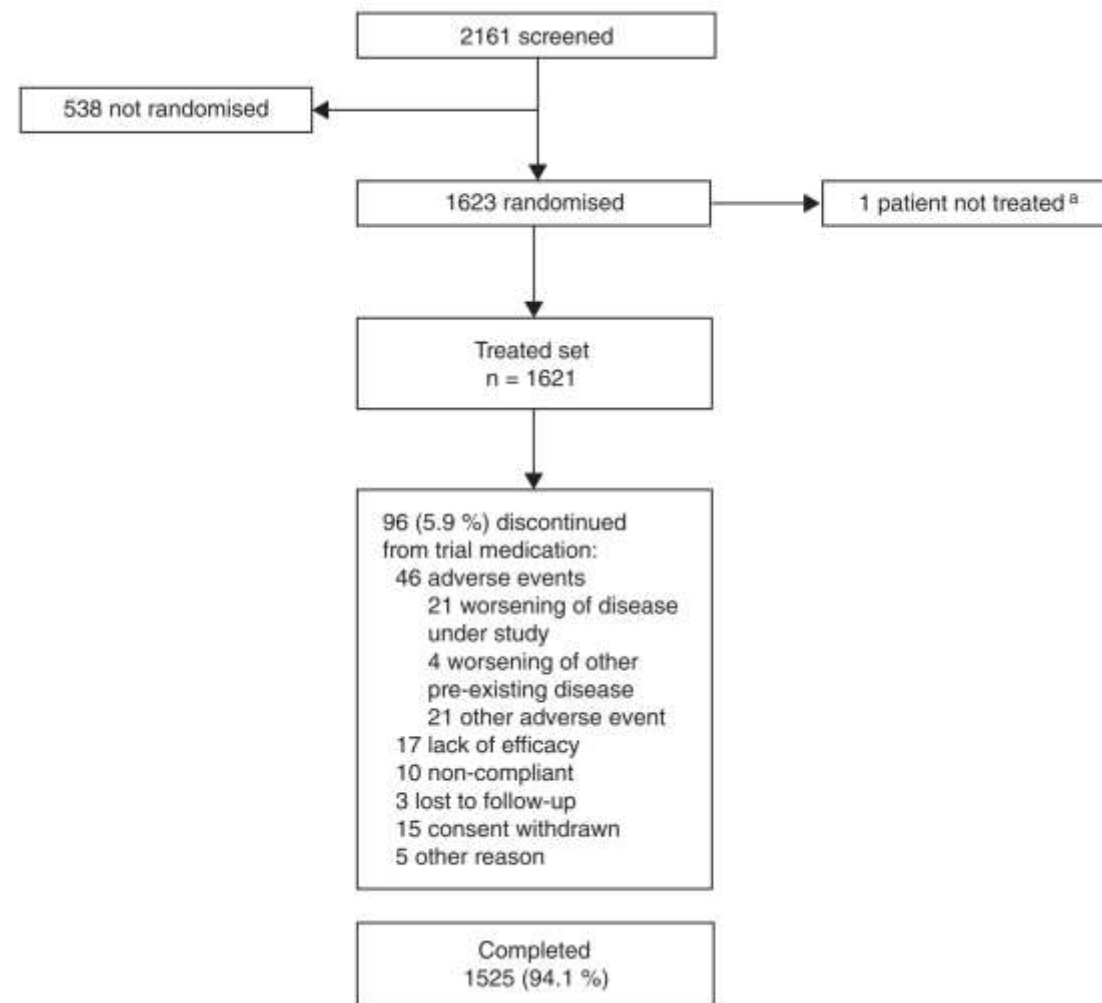 2161 screened
538 not randomised
1623 randomised
1 patient not treated a
Treated set
n = 1621
96 (5.9 %) discontinued
from trial medication:
46 adverse events
21 worsening of disease
under study
4 worsening of other
pre-existing disease
21 other adverse event
17 lack of efficacy
10 non-compliant
3 lost to follow-up
15 consent withdrawn
5 other reason
Completed
1525 (94.1 %)